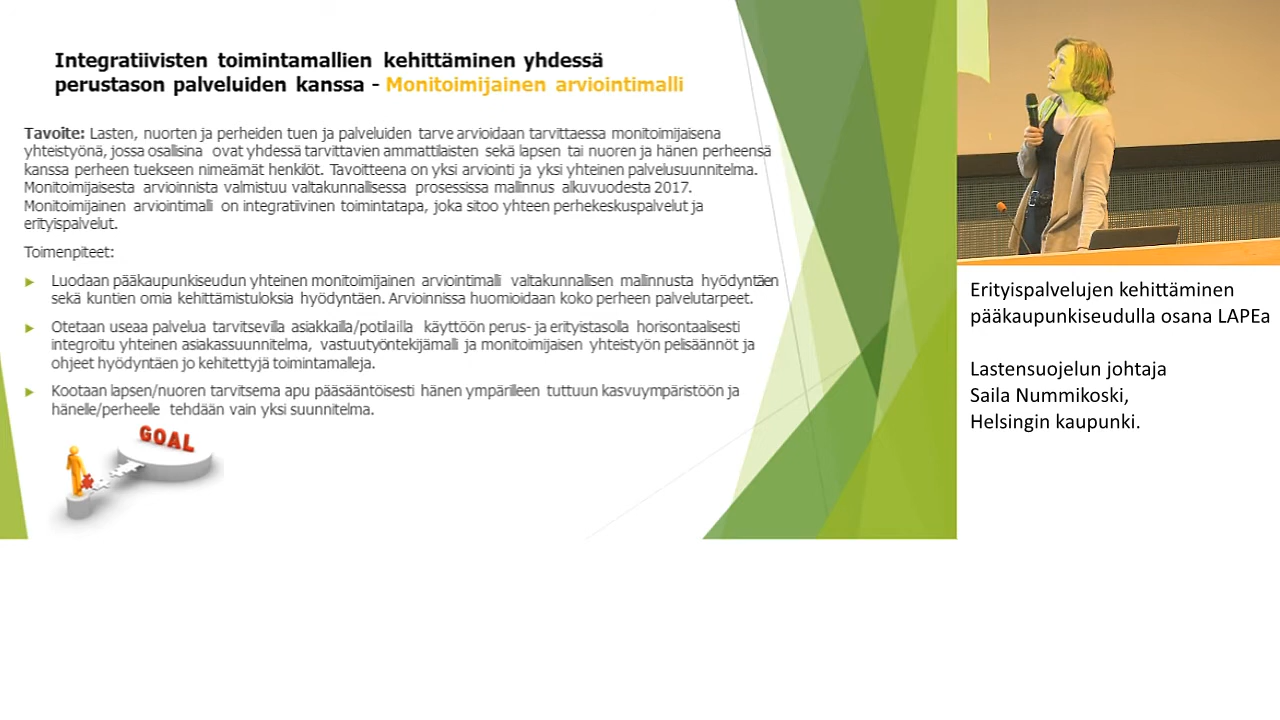 Integratiivisten toimintamallien kehittäminen yhdessä
perustason palveluiden kanssa - Monitoimijainen arviointimalli
Tavoite: Lasten, nuorten ja perheiden tuen ja palveluiden tarve arvioidaan tarvittaessa monitoimijaisena
yhteistyönä, jossa osallisina ovat yhdessä tarvittavien ammattilaisten sekä lapsen tai nuoren ja hänen perheensä
kanssa perheen tuekseen nimeämät henkilöt. Tavoitteena on yksi arviointi ja yksi yhteinen palvelusuunnitelma.
Monitoimijaisesta arvioinnista valmistuu valtakunnallisessa prosessissa mallinnus alkuvuodesta 2017.
Monitoimijainen arviointimalli on integratiivinen toimintatapa, joka sitoo yhteen perhekeskuspalvelut ja
erityispalvelut.
Toimenpiteet:
Luodaan pääkaupunkiseudun yhteinen monitoimijainen arviointimalli valtakunnallisen mallinnusta hyödyntäen
sekä kuntien omia kehittämistuloksia hyödyntäen. Arvioinnissa huomioidaan koko perheen palvelutarpeet.
Otetaan useaa palvelua tarvitsevilla asiakkailla/potilailla käyttöön perus- ja erityistasolla horisontaalisesti
integroitu yhteinen asiakassuunnitelma, vastuutyöntekijämalli ja monitoimijaisen yhteistyön pelisäännöt ja
ohjeet hyödyntäen jo kehitettyjä toimintamalleja.
Kootaan lapsen/nuoren tarvitsema apu pääsääntöisesti hänen ympärilleen tuttuun kasvuympäristöön ja
hänelle/perheelle tehdään vain yksi suunnitelma.
GOAL
Erityispalvelujen kehittäminen
pääkaupunkiseudulla osana LAPEa
Lastensuojelun johtaja
Saila Nummikoski,
Helsingin kaupunki.